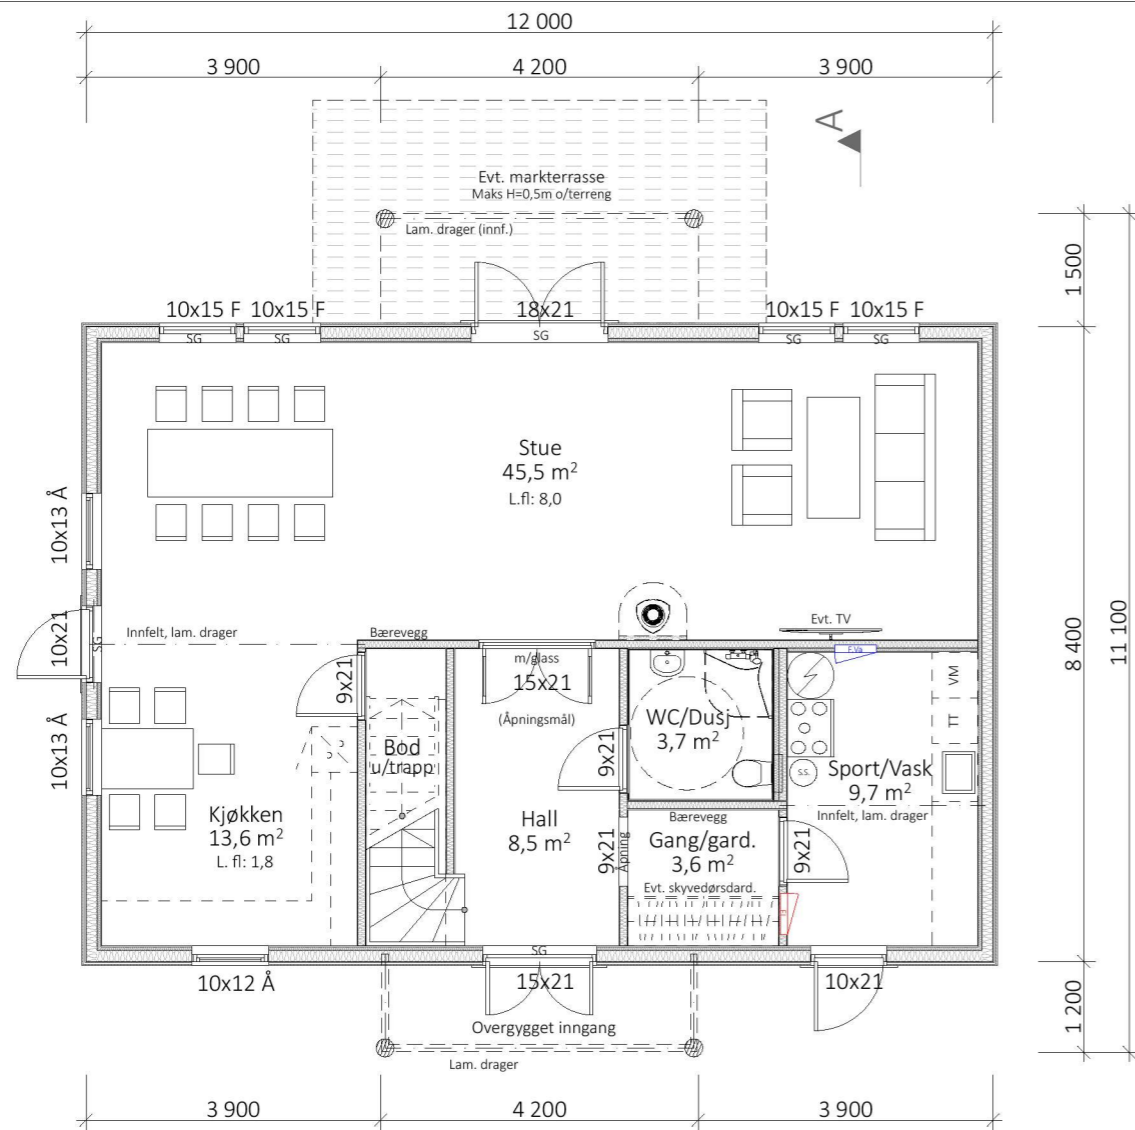 12 000
3 900
4 200
3 900
A
Evt. markterrasse
Maks H=0,5m o/terreng
Lam. drager (innf.)
1 500
10x15 F
10x15 F
18x21
10x15 F
10x15 F
SG
SG
SG
SG
SG
Stue
45,5 m²
L.fl: 8,0
10x13 Å
10x21
SG
10x13 Å
Innfelt, lam. drager
Bærevegg
Evt. TV
F.Va
8 400
11 100
9x21
m/glass
15x21
(Åpningsmål)
WC/Dusj
3,7 m²
9x21
VM
TT
S.S.
Sport/Vask
9,7 m²
Innfelt, lam. drager
Bod
u/trapp
Kjøkken
13,6 m²
L. fl: 1,8
Hall
8,5 m²
9x21
Åpning
Bærevegg
Gang/gard.
3,6 m²
Evt. skyvedørsdard.
9x21
SG
10x12 Å
15x21
10x21
Overgygget inngang
Lam. drager
1 200
3 900
4 200
3 900